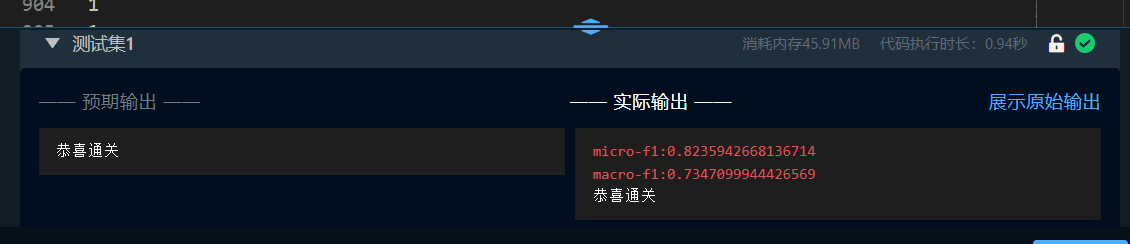 904 1
测试集1 消耗内存45.91MB 代码执行时长：0.94秒
—— 预期输出 —— —— 实际输出 —— 展示原始输出
恭喜通关
micro-f1:0.8235942668136714
macro-f1:0.7347099944426569
恭喜通关